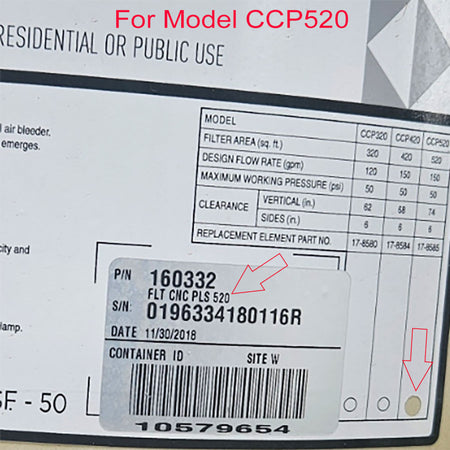 For Model CCP520
RESIDENTIAL OR PUBLIC USE
air bleeder.
emerges.
MODEL CCP320 CCP420 CCP520
FILTER AREA (sq. ft.) 320 420 520
DESIGN FLOW RATE (gpm) 120 150 150
MAXIMUM WORKING PRESSURE (psi) 50 50 50
CLEARANCE VERTICAL (in.) 62 68 74
SIDES (in.) 6 6 6
REPLACEMENT ELEMENT PART NO. 17-8580 17-8584 17-8585
city and
lamp.
SF - 50
P/N 160332
FLT CNC PLS 520
S/N: 0196334180116R
DATE 11/30/2018
CONTAINER ID SITE W
10579654